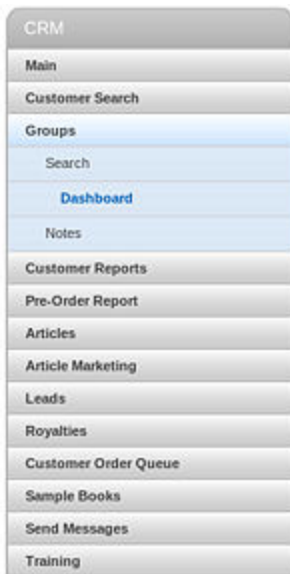 CRM
Main
Customer Search
Groups
Search
Dashboard
Notes
Customer Reports
Pre-Order Report
Articles
Article Marketing
Leads
Royalties
Customer Order Queue
Sample Books
Send Messages
Training